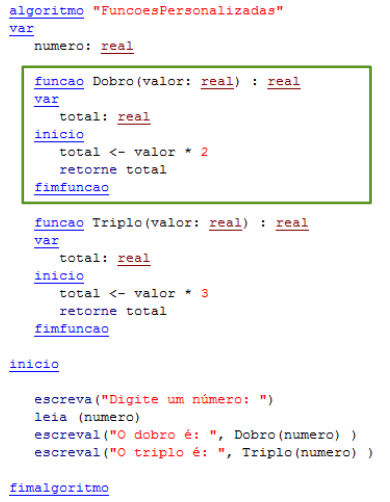 algoritmo "FuncoesPersonalizadas"
var
numero: real
funcao Dobro(valor: real) : real
var
total: real
inicio
total <- valor * 2
retorne total
fimfuncao
funcao Triplo(valor: real) : real
var
total: real
inicio
total <- valor * 3
retorne total
fimfuncao
inicio
escreva("Digite um número: ")
leia (numero)
escreval("O dobro é: ", Dobro(numero) )
escreval("O triplo é: ", Triplo(numero) )
fimalgoritmo